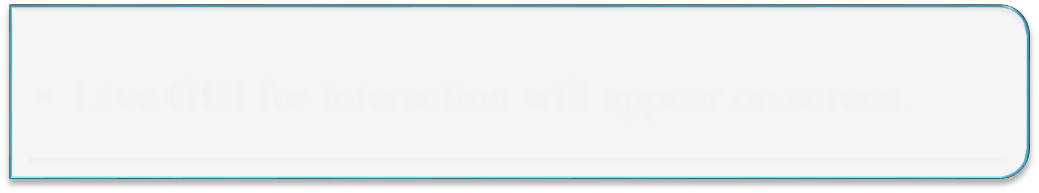 • Live GUI for interaction will appear on screen.